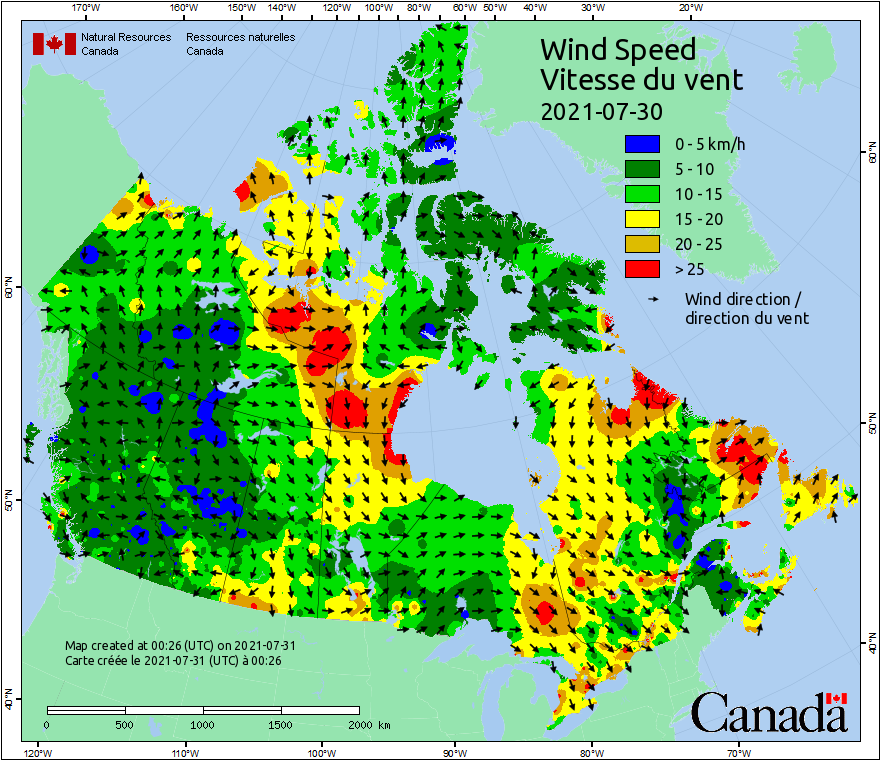 170°W 160°W 150°W 140°W 120°W 100°W 80°W 60°W 50°W 40°W 30°W 20°W
Natural Resources Ressources naturelles
Canada Canada
Wind Speed
Vitesse du vent
2021-07-30
0 - 5 km/h
5 - 10
10 - 15
15 - 20
20 - 25
> 25
Wind direction /
direction du vent
60°N
60°N
50°N
50°N
40°N
40°N
Map created at 00:26 (UTC) on 2021-07-31
Carte créée le 2021-07-31 (UTC) à 00:26
0 500 1000 1500 2000 km
Canada
120°W 110°W 100°W 90°W 80°W 70°W